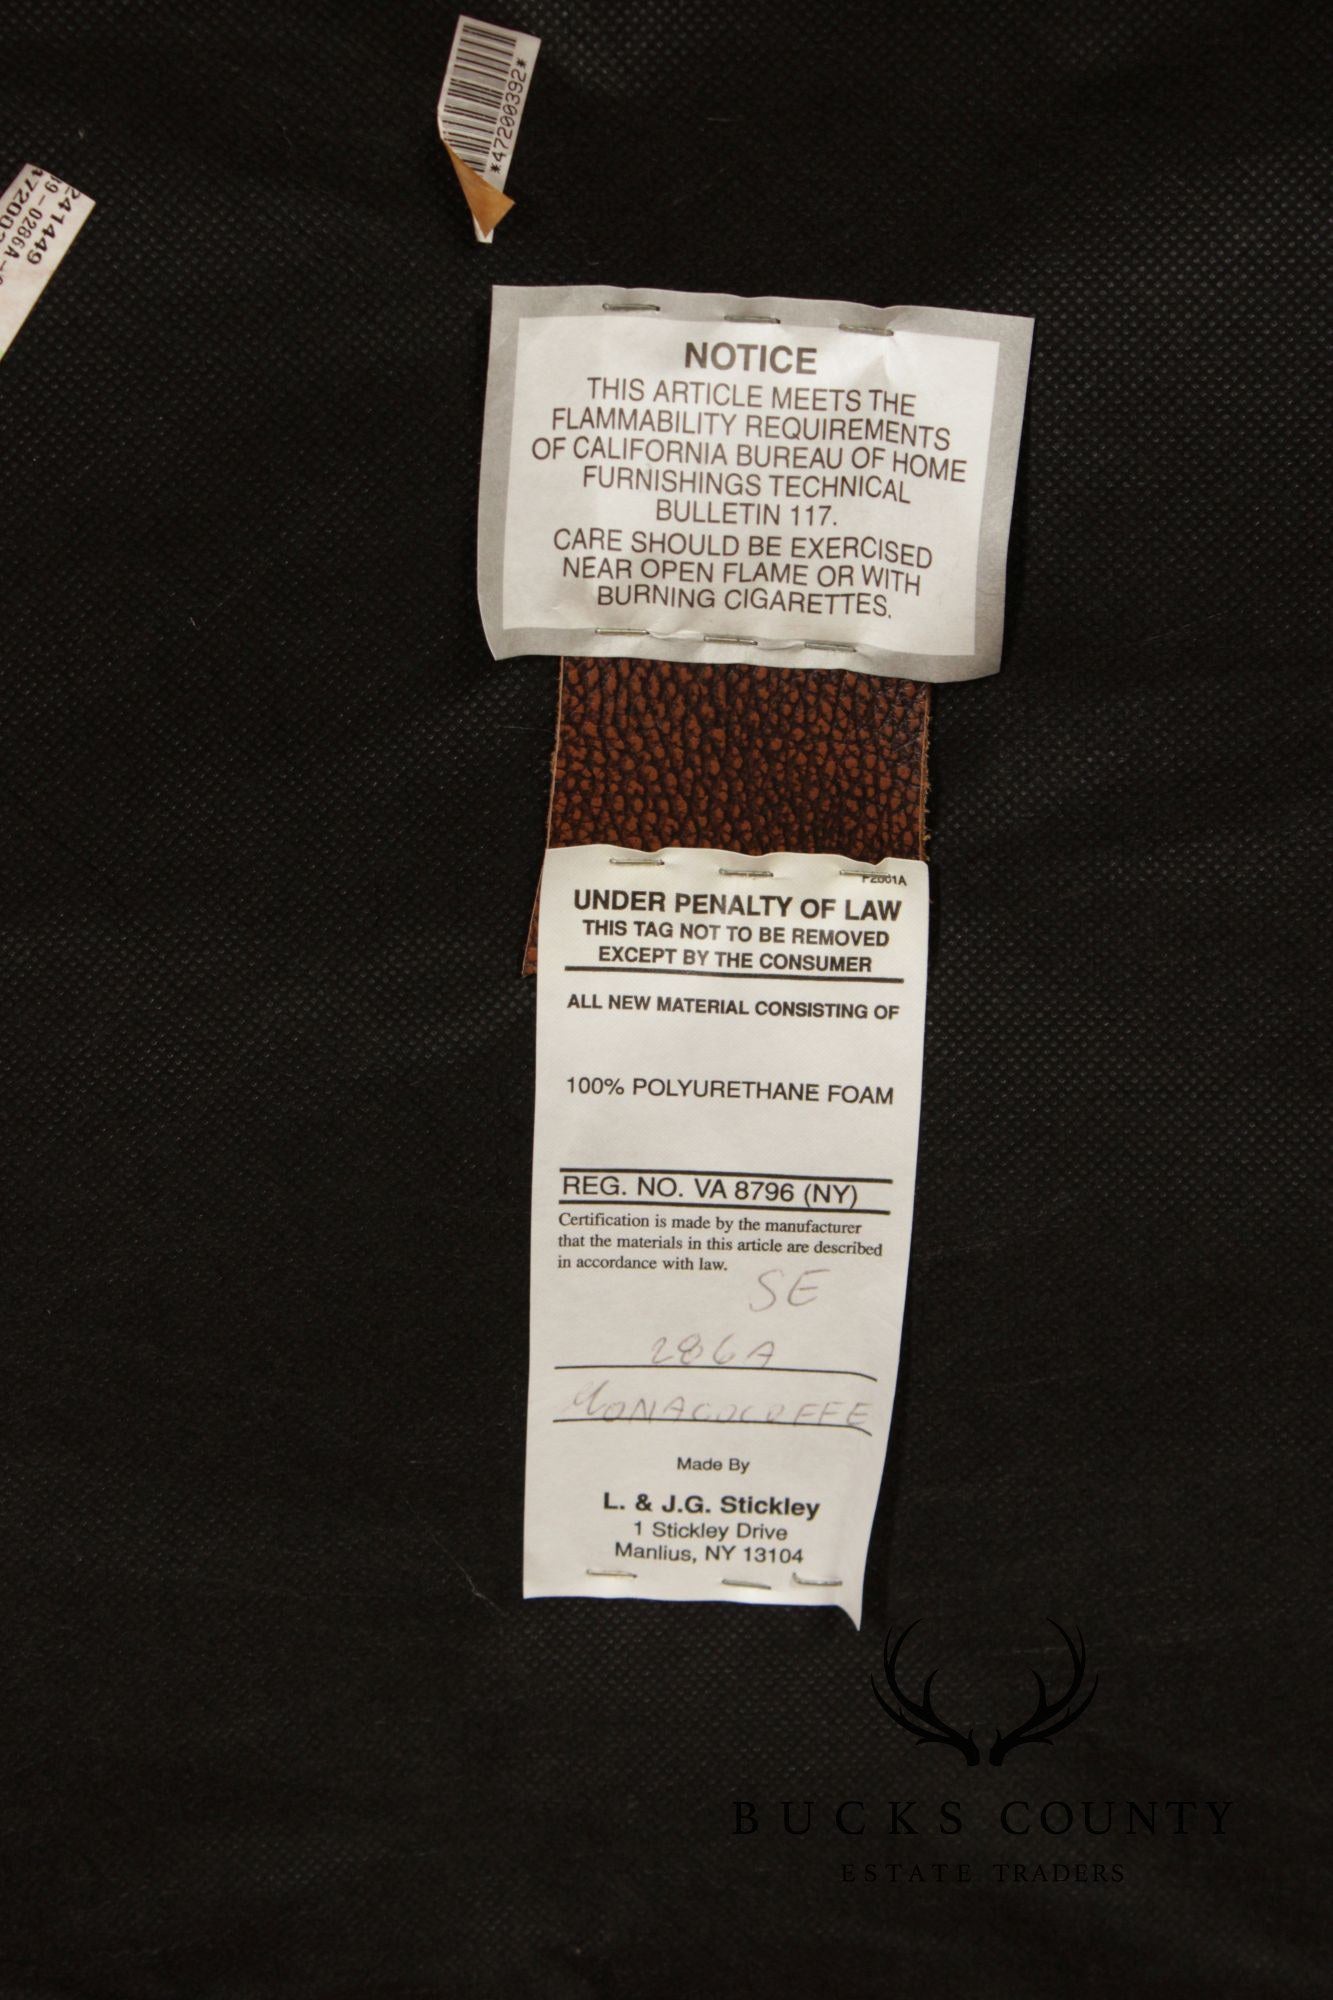 *47200392*
241449
NOTICE
THIS ARTICLE MEETS THE
FLAMMABILITY REQUIREMENTS
OF CALIFORNIA BUREAU OF HOME
FURNISHINGS TECHNICAL
BULLETIN 117.
CARE SHOULD BE EXERCISED
NEAR OPEN FLAME OR WITH
BURNING CIGARETTES.
UNDER PENALTY OF LAW
THIS TAG NOT TO BE REMOVED
EXCEPT BY THE CONSUMER
ALL NEW MATERIAL CONSISTING OF
100% POLYURETHANE FOAM
REG. NO. VA 8796 (NY)
Certification is made by the manufacturer
that the materials in this article are described
in accordance with law.
SE
286A
MONACOCOFFEE
Made By
L. & J.G. Stickley
1 Stickley Drive
Manlius, NY 13104
BUCKS COUNTY
ESTATE TRADERS